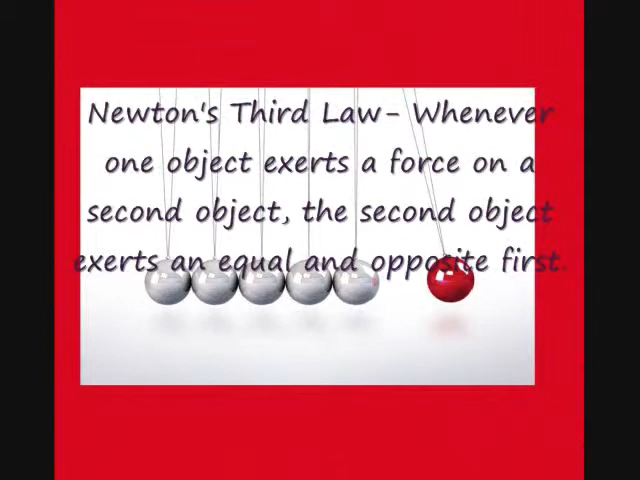 Newton's Third Law- Whenever
one object exerts a force on a
second object, the second object
exerts an equal and opposite first.